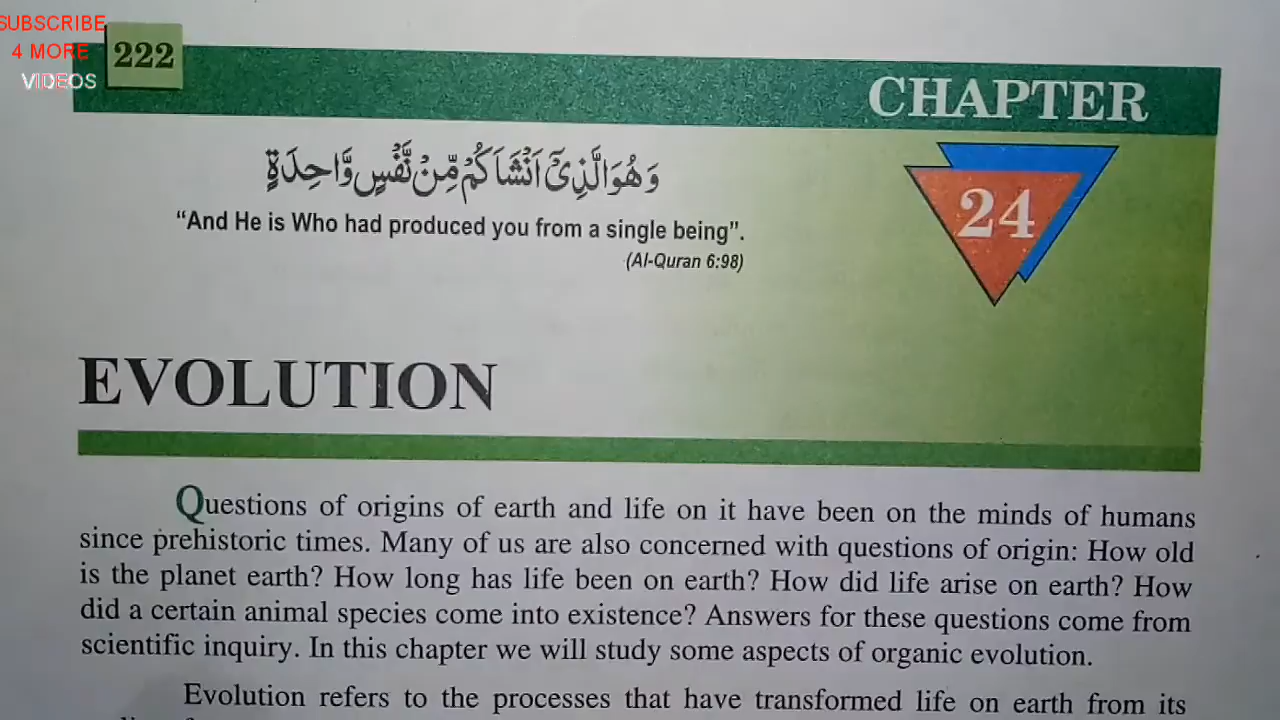 SUBSCRIBE
4 MORE
VIDEOS
222
CHAPTER
24
وَهُوَ الَّذِىْٓ اَنْشَاَكُمْ مِّنْ نَّفْسٍ وَّاحِدَةٍ
“And He is Who had produced you from a single being”.
(Al-Quran 6:98)
EVOLUTION
Questions of origins of earth and life on it have been on the minds of humans
since prehistoric times. Many of us are also concerned with questions of origin: How old
is the planet earth? How long has life been on earth? How did life arise on earth? How
did a certain animal species come into existence? Answers for these questions come from
scientific inquiry. In this chapter we will study some aspects of organic evolution.
Evolution refers to the processes that have transformed life on earth from its